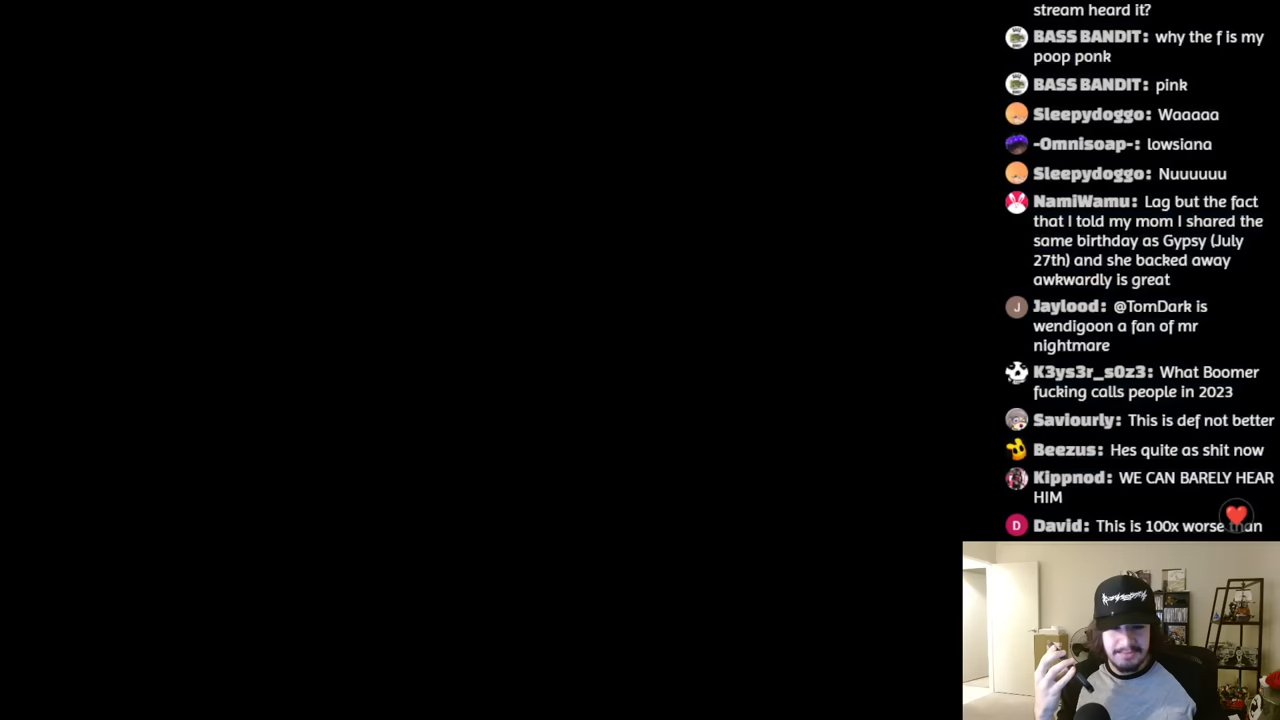 stream heard it?
BASS BANDIT: why the f is my
poop ponk
BASS BANDIT: pink
Sleepydoggo: Waaaaa
-Omnisoap-: lowsiana
Sleepydoggo: Nuuuuuu
NamiWamu: Lag but the fact
that I told my mom I shared the
same birthday as Gypsy (July
27th) and she backed away
awkwardly is great
J Jaylood: @TomDark is
wendigoon a fan of mr
nightmare
K3ys3r_s0z3: What Boomer
fucking calls people in 2023
Saviourly: This is def not better
Beezus: Hes quite as shit now
Kippnod: WE CAN BARELY HEAR
HIM
D David: This is 100x worse than